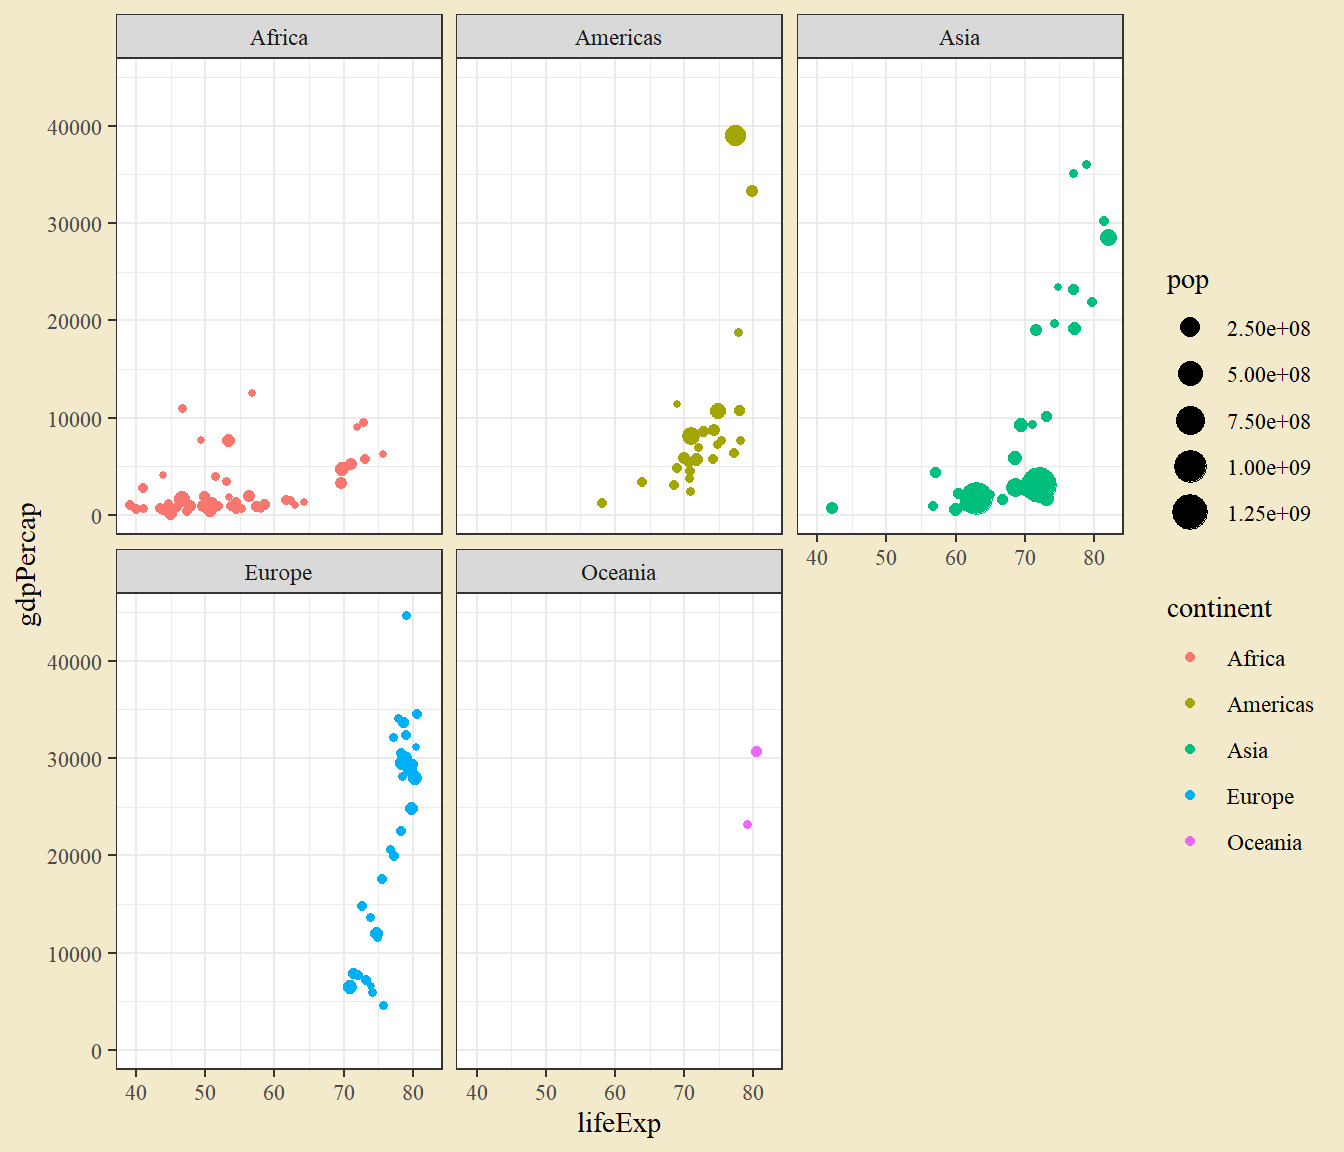 Africa
Americas
Asia
40000
30000
20000
10000
0
40 50 60 70 80
Europe
Oceania
40000
30000
20000
10000
0
40 50 60 70 80
40 50 60 70 80
lifeExp
gdpPercap
pop
2.50e+08
5.00e+08
7.50e+08
1.00e+09
1.25e+09
continent
Africa
Americas
Asia
Europe
Oceania